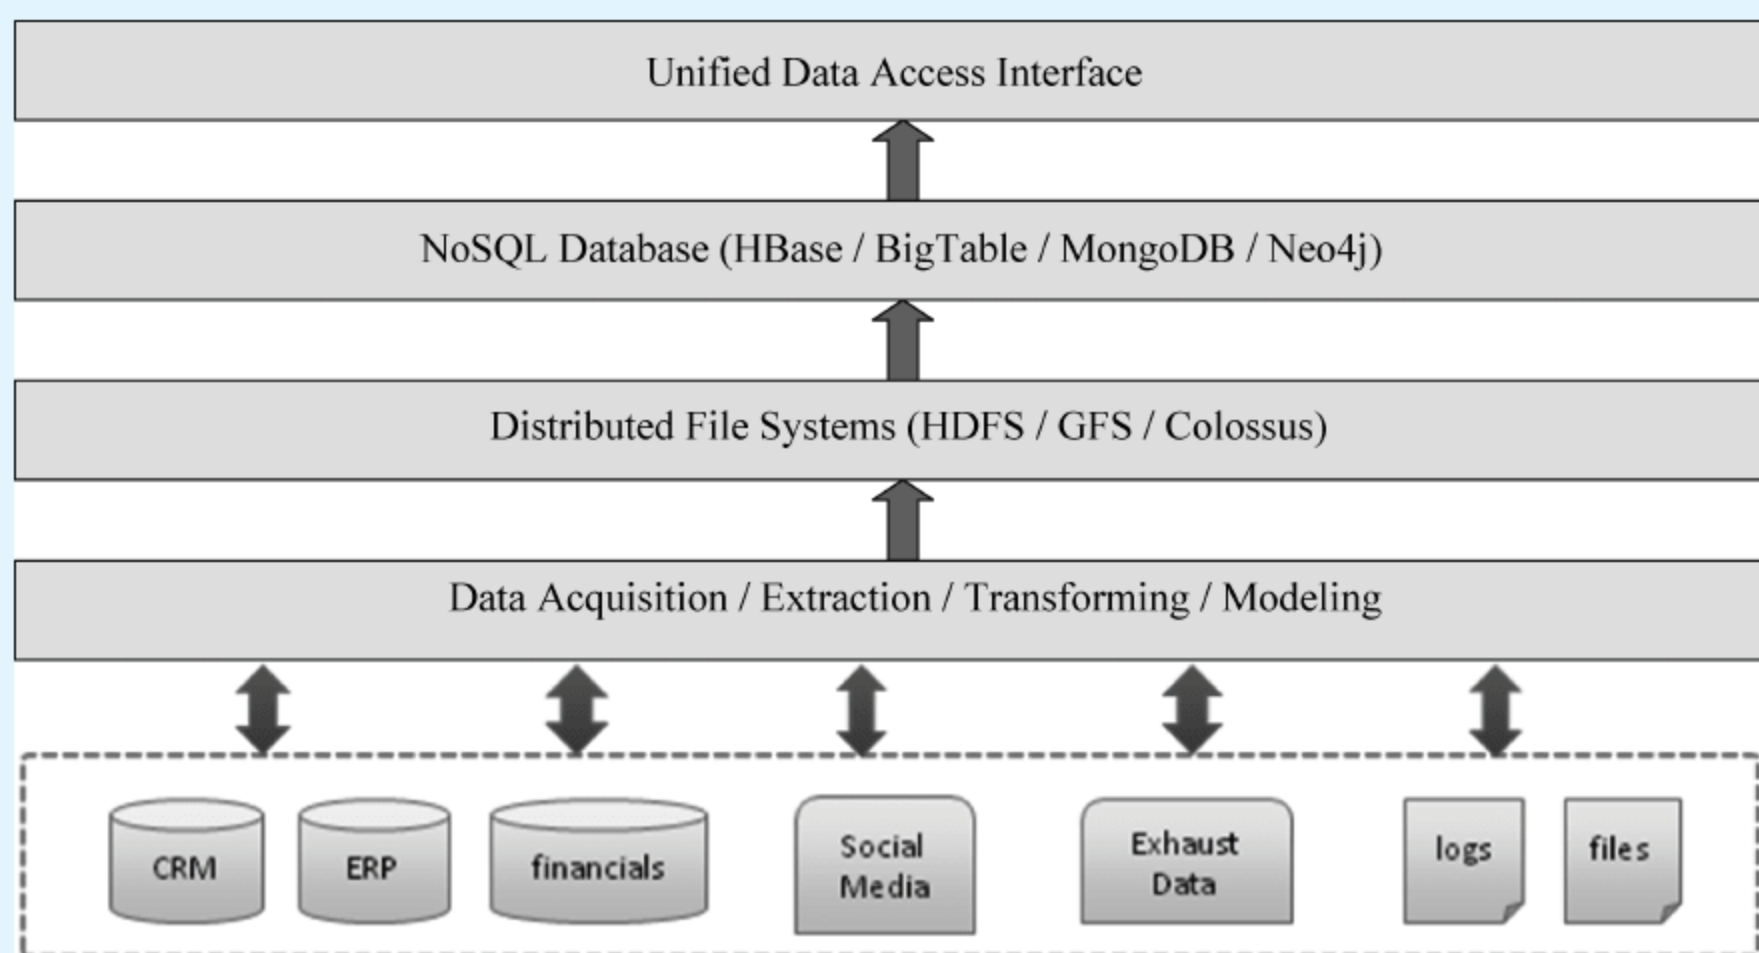 Unified Data Access Interface
NoSQL Database (HBase / BigTable / MongoDB / Neo4j)
Distributed File Systems (HDFS / GFS / Colossus)
Data Acquisition / Extraction / Transforming / Modeling
CRM
ERP
financials
Social
Media
Exhaust
Data
logs
files